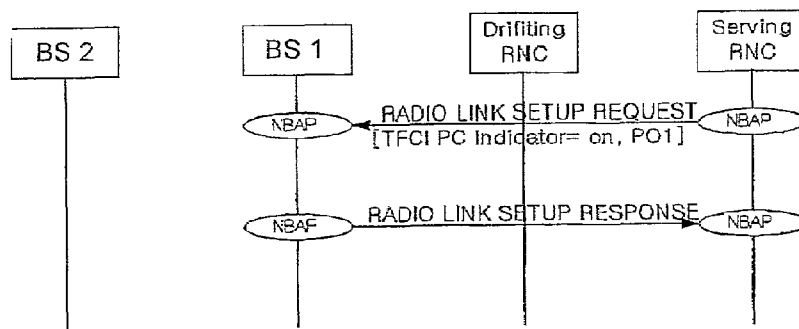 BS 2
BS 1
Drifiting
RNC
Serving
RNC
RADIO LINK SETUP REQUEST
NBAP
NBAP
[TFCI PC Indicator= on, PO1]
RADIO LINK SETUP RESPONSE
NBAP
NBAP